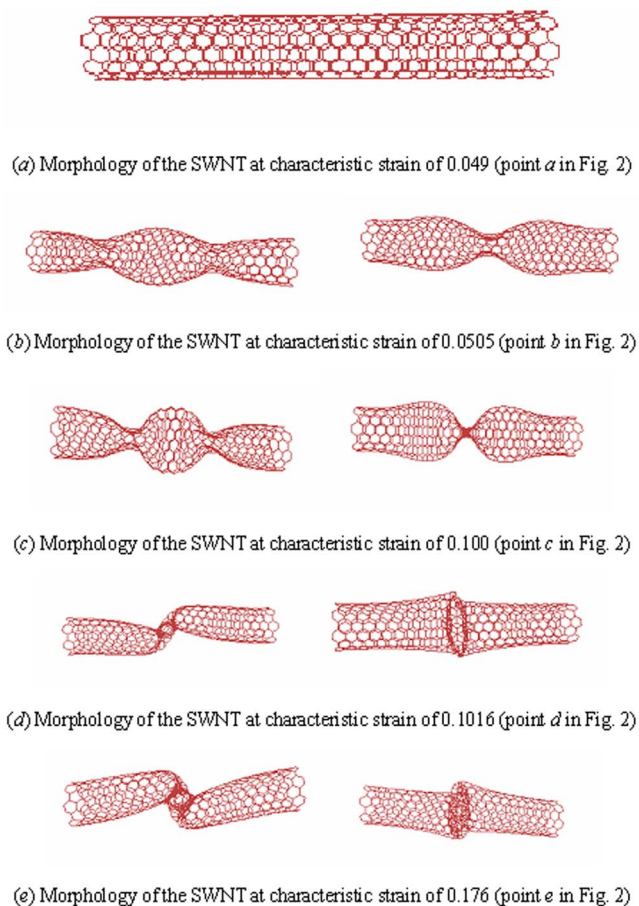 (a) Morphology of the SWNT at characteristic strain of 0.049 (point a in Fig. 2)
(b) Morphology of the SWNT at characteristic strain of 0.0505 (point b in Fig. 2)
(c) Morphology of the SWNT at characteristic strain of 0.100 (point c in Fig. 2)
(d) Morphology of the SWNT at characteristic strain of 0.1016 (point d in Fig. 2)
(e) Morphology of the SWNT at characteristic strain of 0.176 (point e in Fig. 2)